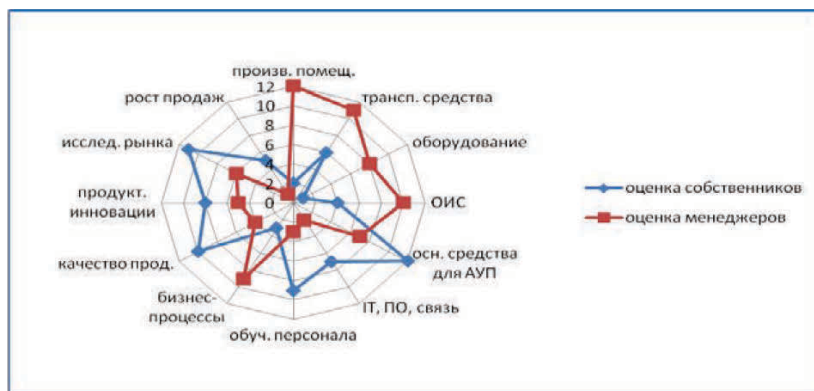 произв. помещ.
трансп. средства
оборудование
ОИС
осн. средства
для АУП
IT, ПО, связь
обуч. персонала
бизнес-
процессы
качество прод.
продукт.
инновации
исслед. рынка
рост продаж
12
10
8
6
4
2
0
оценка собственников
оценка менеджеров